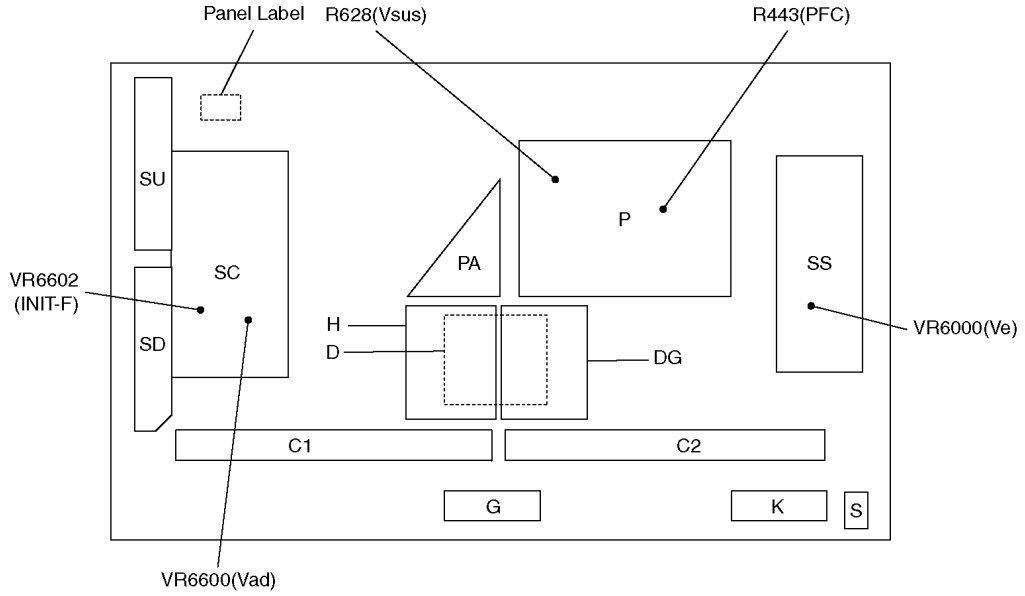 Panel Label
R628(Vsus)
R443(PFC)
SU
P
PA
SC
SS
VR6602
(INIT-F)
H
VR6000(Ve)
SD
D
DG
C1
C2
G
K
S
VR6600(Vad)